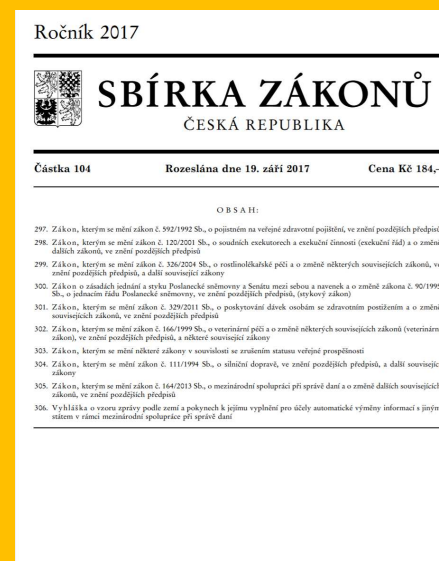 Ročník 2017
SBÍRKA ZÁKONŮ
ČESKÁ REPUBLIKA
Částka 104 Rozeslána dne 19. září 2017 Cena Kč 184,–
OBSAH:
297. Zákon, kterým se mění zákon č. 592/1992 Sb., o pojistném na veřejné zdravotní pojištění, ve znění pozdějších předpisů
298. Zákon, kterým se mění zákon č. 120/2001 Sb., o soudních exekutorech a exekuční činnosti (exekuční řád) a o změně
dalších zákonů, ve znění pozdějších předpisů
299. Zákon, kterým se mění zákon č. 326/2004 Sb., o rostlinolékařské péči a o změně některých souvisejících zákonů, ve
znění pozdějších předpisů, a další související zákony
300. Zákon o zásadách jednání a styku Poslanecké sněmovny a Senátu mezi sebou a navenek a o změně zákona č. 90/1995
Sb., o jednacím řádu Poslanecké sněmovny, ve znění pozdějších předpisů, (stykový zákon)
301. Zákon, kterým se mění zákon č. 329/2011 Sb., o poskytování dávek osobám se zdravotním postižením a o změně
souvisejících zákonů, ve znění pozdějších předpisů
302. Zákon, kterým se mění zákon č. 166/1999 Sb., o veterinární péči a o změně některých souvisejících zákonů (veterinární
zákon), ve znění pozdějších předpisů, a některé související zákony
303. Zákon, kterým se mění některé zákony v souvislosti se zrušením statusu veřejné prospěšnosti
304. Zákon, kterým se mění zákon č. 111/1994 Sb., o silniční dopravě, ve znění pozdějších předpisů, a další související
zákony
305. Zákon, kterým se mění zákon č. 164/2013 Sb., o mezinárodní spolupráci při správě daní a o změně dalších souvisejících
zákonů, ve znění pozdějších předpisů
306. Vyhláška o vzoru zprávy podle zemí a pokynech k jejímu vyplnění pro účely automatické výměny informací s jiným
státem v rámci mezinárodní spolupráce při správě daní